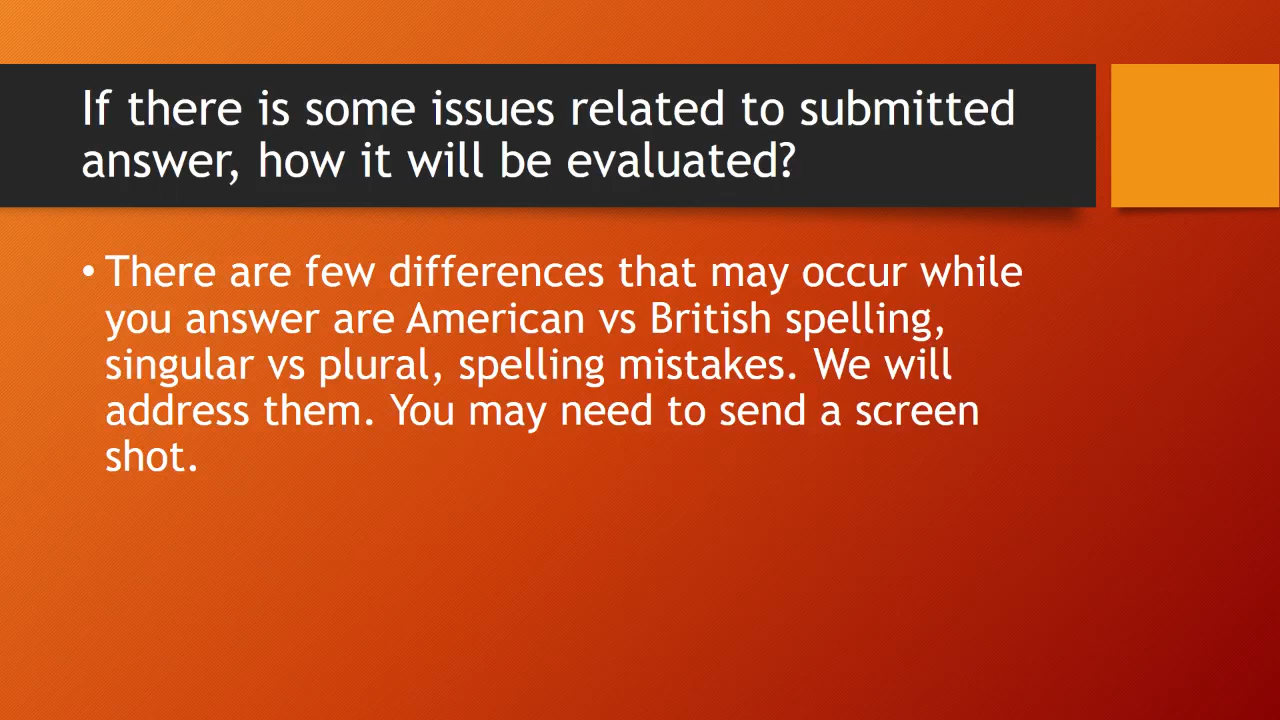 If there is some issues related to submitted
answer, how it will be evaluated?
• There are few differences that may occur while
you answer are American vs British spelling,
singular vs plural, spelling mistakes. We will
address them. You may need to send a screen
shot.